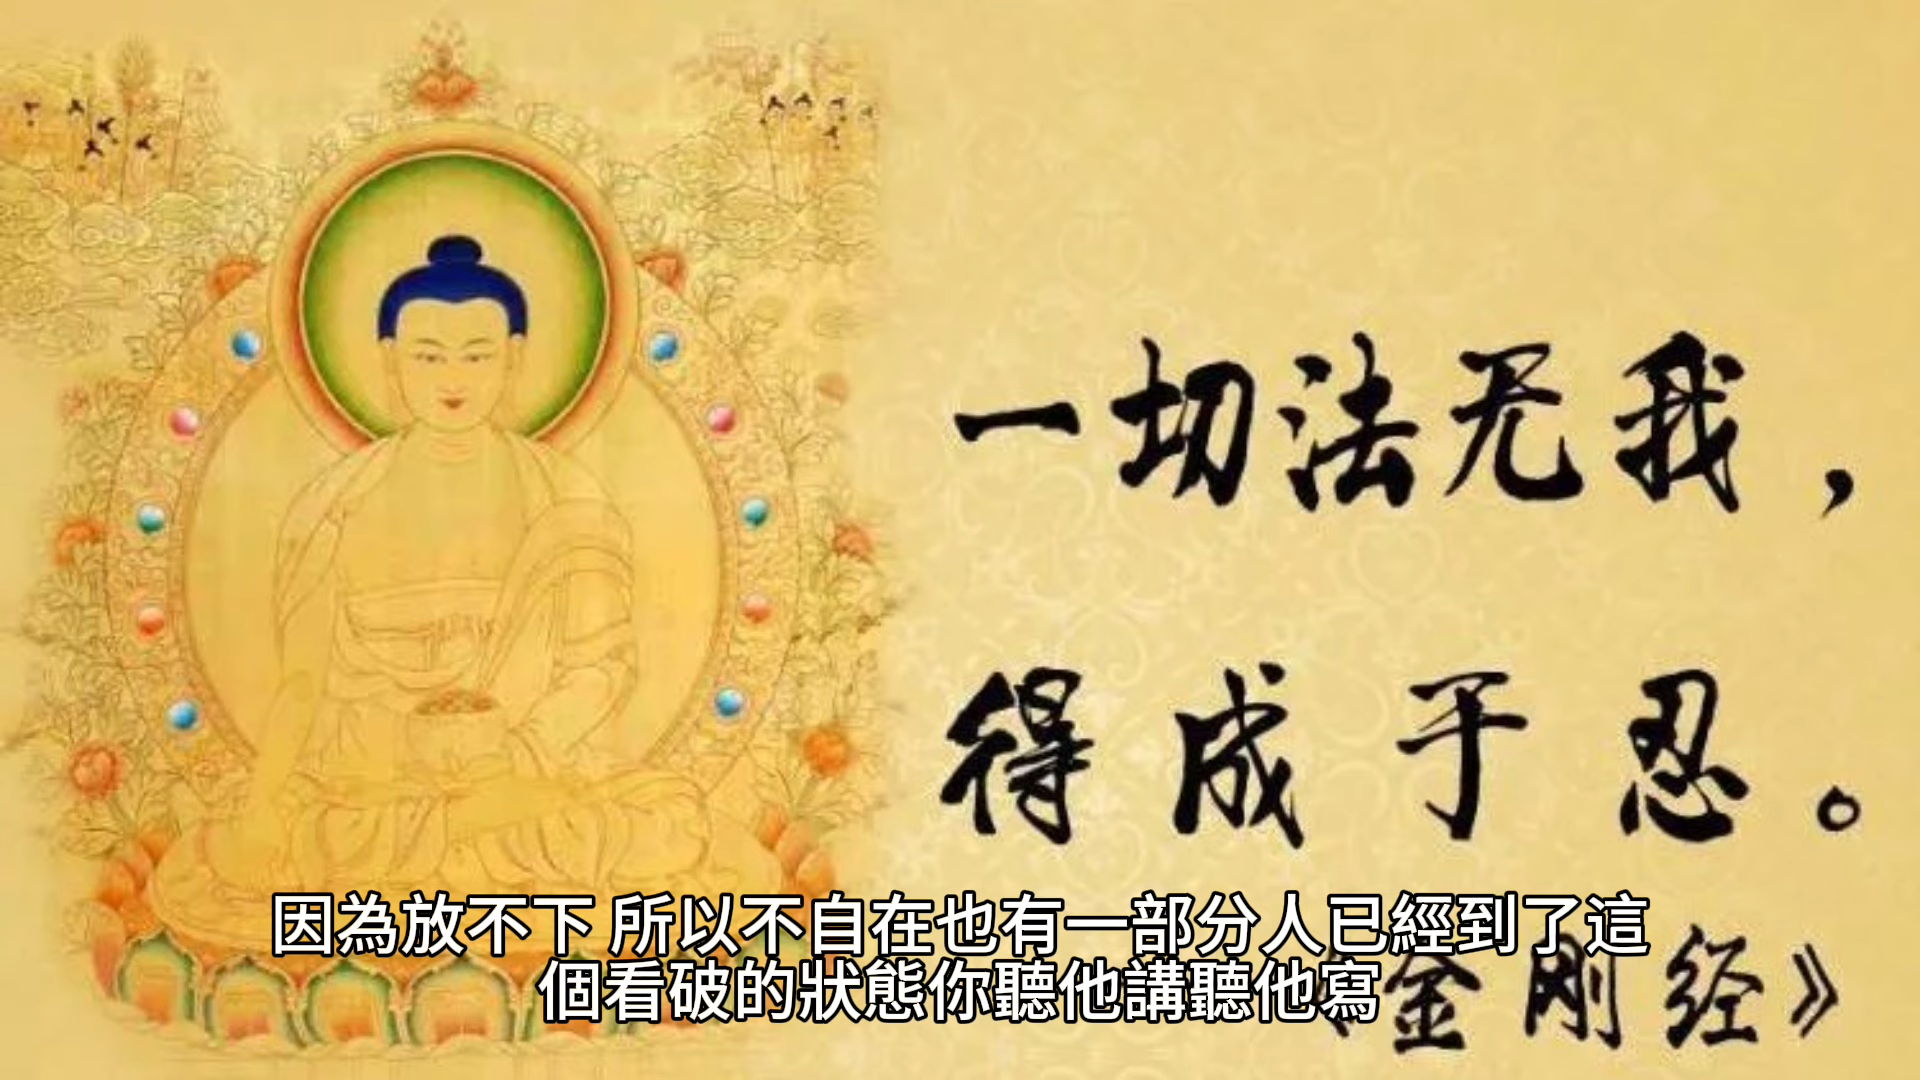 一切法无我，
得成于忍。
《金刚经》
因為放不下 所以不自在也有一部分人已經到了這
個看破的狀態你聽他講聽他寫